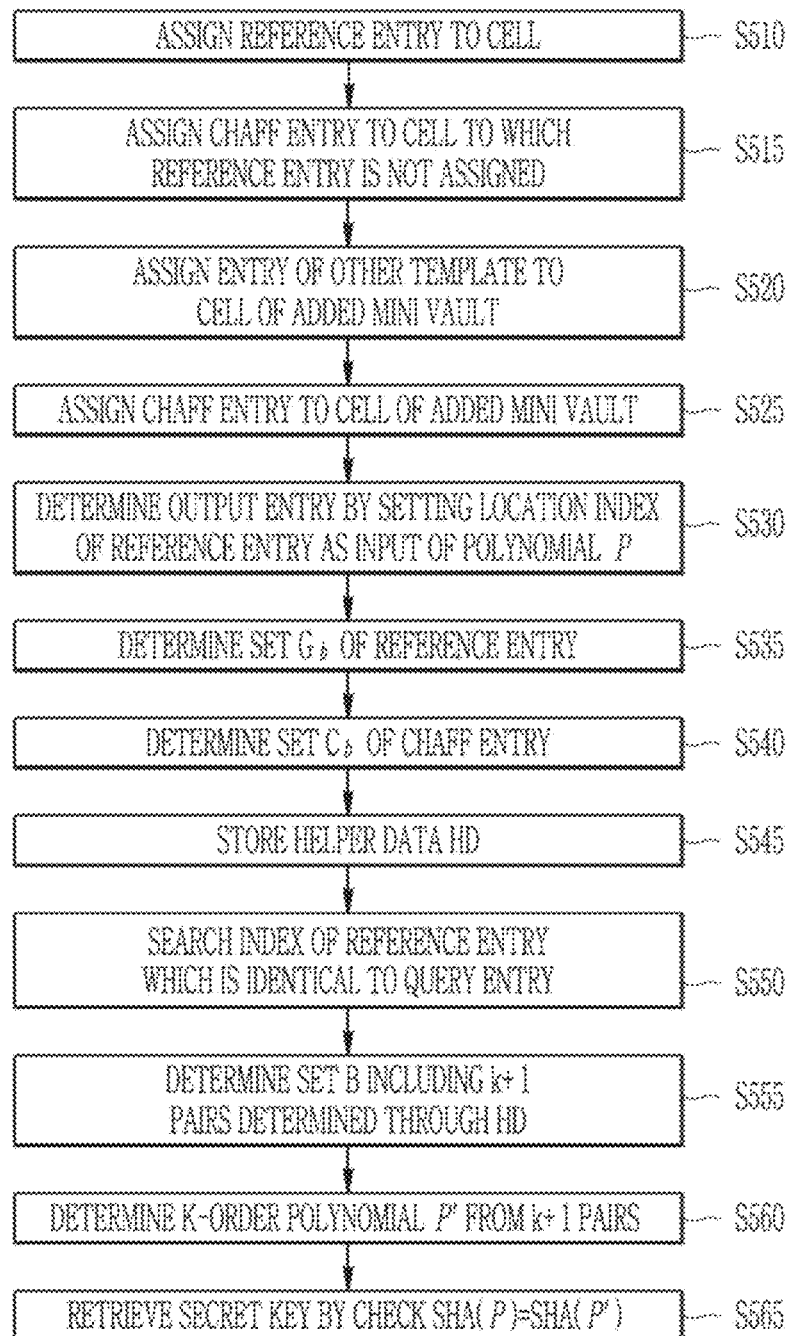 ASSIGN REFERENCE ENTRY TO CELL
S510
ASSIGN CHAFF ENTRY TO CELL TO WHICH
REFERENCE ENTRY IS NOT ASSIGNED
S515
ASSIGN ENTRY OF OTHER TEMPLATE TO
CELL OF ADDED MINI VAULT
S520
ASSIGN CHAFF ENTRY TO CELL OF ADDED MINI VAULT
S525
DETERMINE OUTPUT ENTRY BY SETTING LOCATION INDEX
OF REFERENCE ENTRY AS INPUT OF POLYNOMIAL P
S530
DETERMINE SET G b OF REFERENCE ENTRY
S535
DETERMINE SET C b OF CHAFF ENTRY
S540
STORE HELPER DATA HD
S545
SEARCH INDEX OF REFERENCE ENTRY
WHICH IS IDENTICAL TO QUERY ENTRY
S550
DETERMINE SET B INCLUDING k+1
PAIRS DETERMINED THROUGH HD
S555
DETERMINE K-ORDER POLYNOMIAL P' FROM k+1 PAIRS
S560
RETRIEVE SECRET KEY BY CHECK SHA(P)=SHA(P')
S565